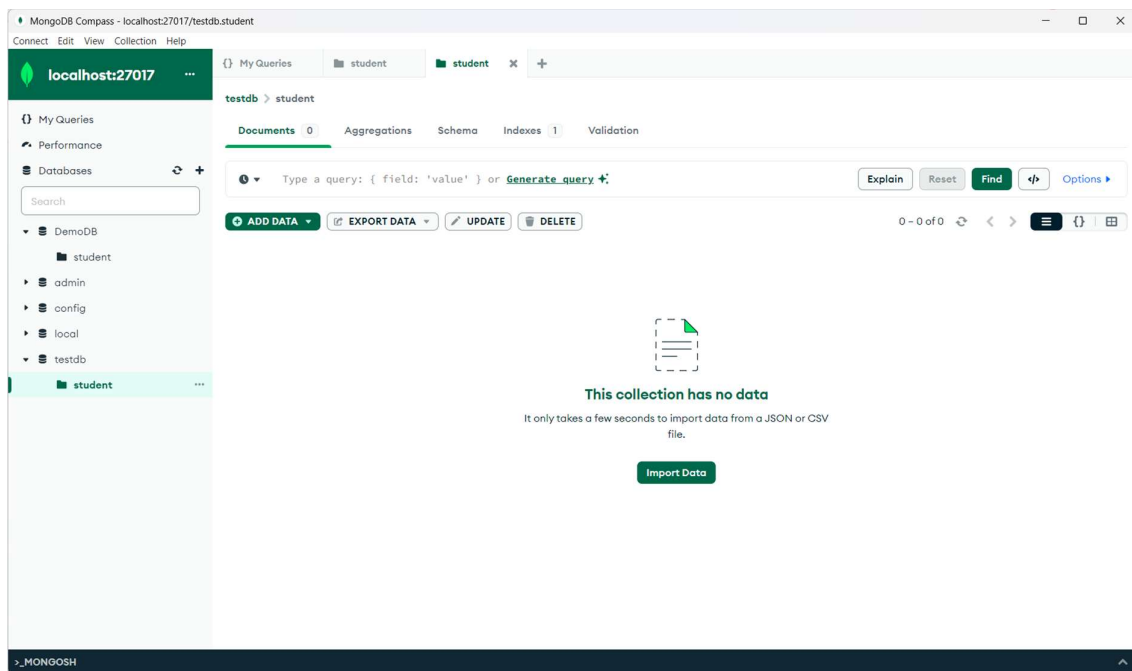 MongoDB Compass - localhost:27017/testdb.student
Connect Edit View Collection Help
localhost:27017 ...
{} My Queries
Performance
Databases
Search
DemoDB
student
admin
config
local
testdb
student ...
{} My Queries student student
testdb > student
Documents 0 Aggregations Schema Indexes 1 Validation
Type a query: { field: 'value' } or Generate query
Explain Reset Find </> Options
ADD DATA EXPORT DATA UPDATE DELETE
0 – 0 of 0 {}
This collection has no data
It only takes a few seconds to import data from a JSON or CSV
file.
Import Data
>_MONGOSH